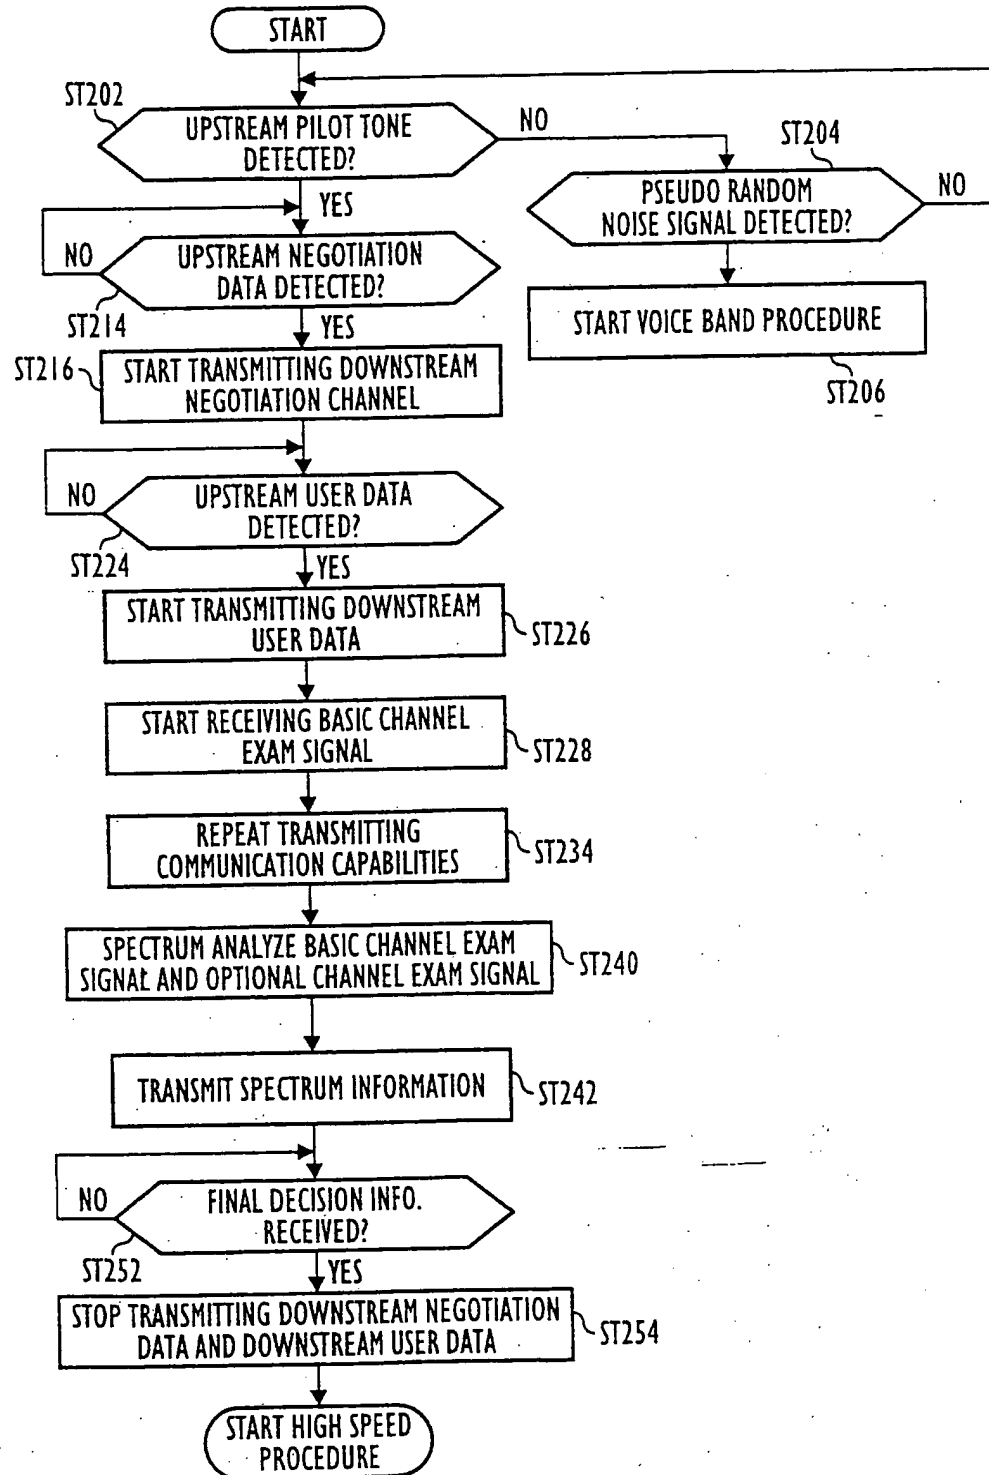 START
ST202
UPSTREAM PILOT TONE
DETECTED?
NO
ST204
PSEUDO RANDOM
NOISE SIGNAL DETECTED?
NO
YES
NO
UPSTREAM NEGOTIATION
DATA DETECTED?
ST214
START VOICE BAND PROCEDURE
ST206
YES
ST216
START TRANSMITTING DOWNSTREAM
NEGOTIATION CHANNEL
NO
UPSTREAM USER DATA
DETECTED?
ST224
YES
START TRANSMITTING DOWNSTREAM
USER DATA
ST226
START RECEIVING BASIC CHANNEL
EXAM SIGNAL
ST228
REPEAT TRANSMITTING
COMMUNICATION CAPABILITIES
ST234
SPECTRUM ANALYZE BASIC CHANNEL EXAM
SIGNAL AND OPTIONAL CHANNEL EXAM SIGNAL
ST240
TRANSMIT SPECTRUM INFORMATION
ST242
NO
FINAL DECISION INFO.
RECEIVED?
ST252
YES
STOP TRANSMITTING DOWNSTREAM NEGOTIATION
DATA AND DOWNSTREAM USER DATA
ST254
START HIGH SPEED
PROCEDURE